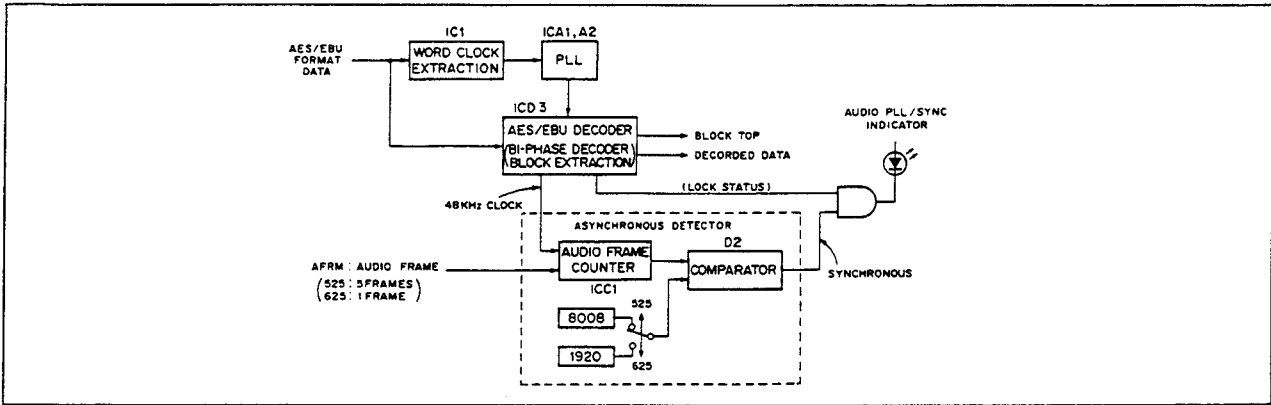 IC1
ICA1, A2
AES/EBU
FORMAT
DATA
WORD CLOCK
EXTRACTION
PLL
ICD3
AES/EBU DECODER
(BI-PHASE DECODER
BLOCK EXTRACTION)
BLOCK TOP
DECORDED DATA
AUDIO PLL/SYNC
INDICATOR
(LOCK STATUS)
48KHz CLOCK
ASYNCHRONOUS DETECTOR
AUDIO FRAME
COUNTER
ICC1
D2
COMPARATOR
SYNCHRONOUS
AFRM : AUDIO FRAME
(525 : 5FRAMES
625 : 1FRAME)
525
8008
1920
625